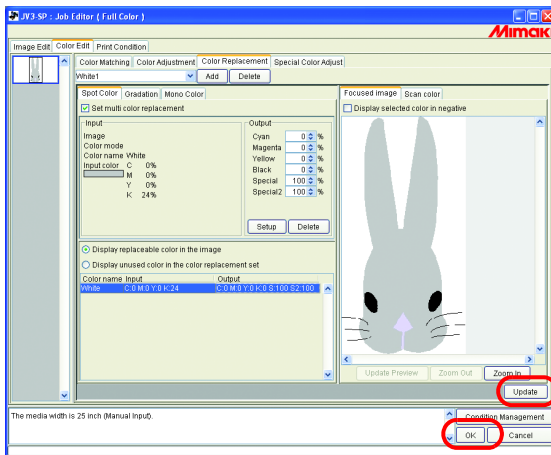 JV3-SP : Job Editor ( Full Color )
Mimaki
Image Edit Color Edit Print Condition
Color Matching Color Adjustment Color Replacement Special Color Adjust
White1 Add Delete
Spot Color Gradation Mono Color
Set multi color replacement
Input
Image
Color mode
Color name White
Input color C 0%
M 0%
Y 0%
K 24%
Output
Cyan 0 %
Magenta 0 %
Yellow 0 %
Black 0 %
Special 100 %
Special2 100 %
Setup Delete
Display replaceable color in the image
Display unused color in the color replacement set
Color name Input Output
White C:0 M:0 Y:0 K:24 C:0 M:0 Y:0 K:0 S:100 S2:100
Focused image Scan color
Display selected color in negative
Update Preview Zoom Out Zoom In
Update
The media width is 25 inch (Manual Input).
Condition Management
OK Cancel